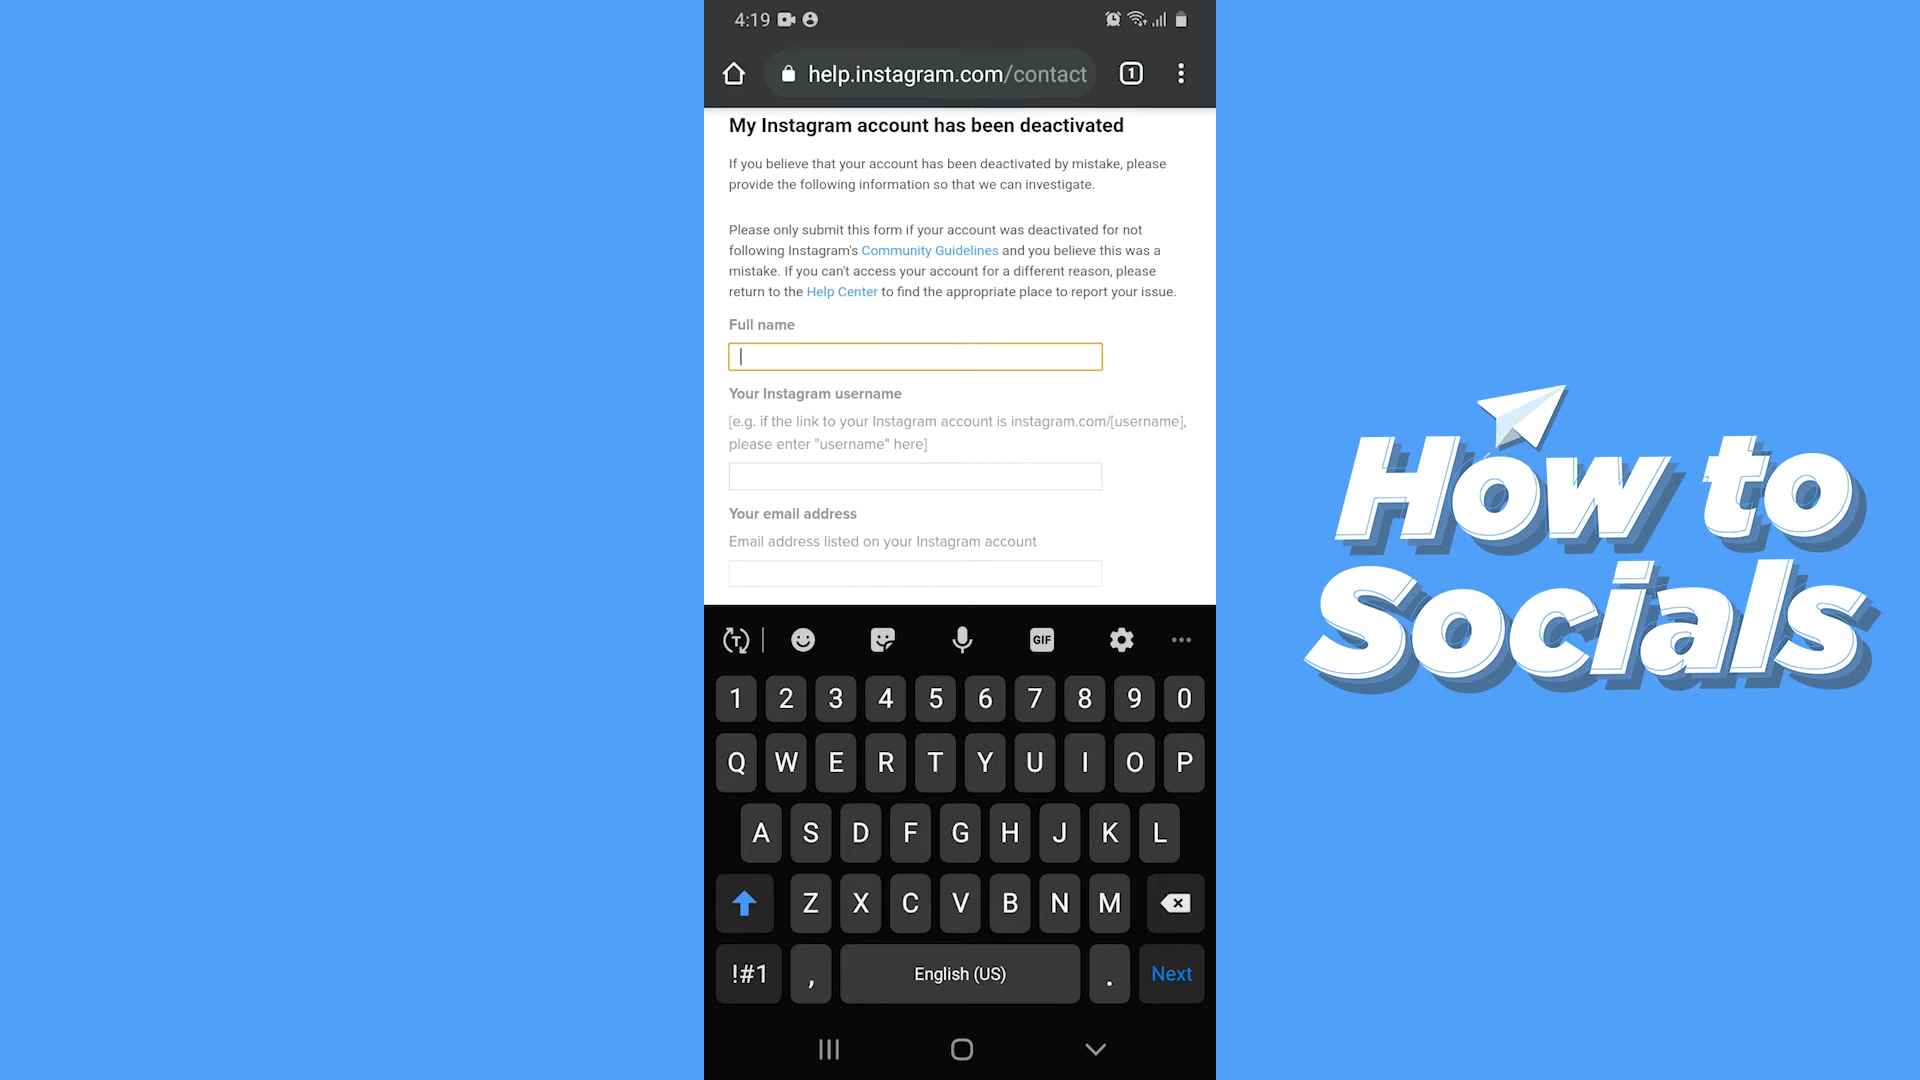 4:19
help.instagram.com/contact
1
My Instagram account has been deactivated
If you believe that your account has been deactivated by mistake, please
provide the following information so that we can investigate.
Please only submit this form if your account was deactivated for not
following Instagram's Community Guidelines and you believe this was a
mistake. If you can't access your account for a different reason, please
return to the Help Center to find the appropriate place to report your issue.
Full name
Your Instagram username
[e.g. if the link to your Instagram account is instagram.com/[username],
please enter "username" here]
Your email address
Email address listed on your Instagram account
T GIF
1 2 3 4 5 6 7 8 9 0
Q W E R T Y U I O P
A S D F G H J K L
Z X C V B N M
!#1 , English (US) . Next
How to
Socials